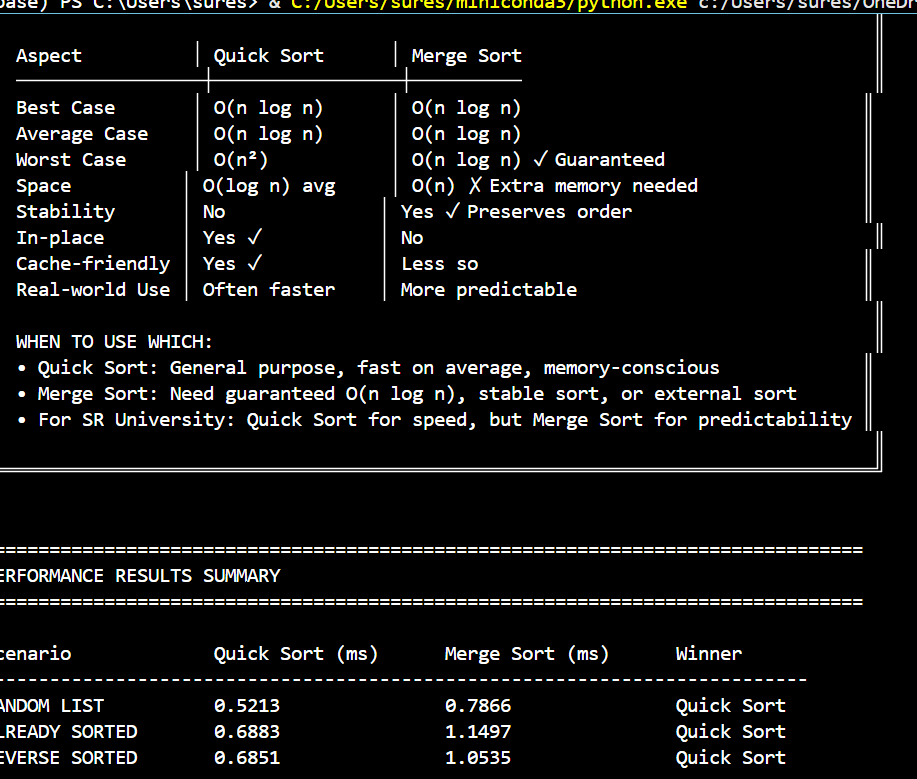 base) PS C:\Users\sures> & C:/Users/sures/miniconda3/python.exe c:/Users/sures/OneDr
Aspect │ Quick Sort │ Merge Sort
Best Case │ O(n log n) │ O(n log n)
Average Case │ O(n log n) │ O(n log n)
Worst Case │ O(n²) │ O(n log n) ✓ Guaranteed
Space │ O(log n) avg │ O(n) ✗ Extra memory needed
Stability │ No │ Yes ✓ Preserves order
In-place │ Yes ✓ │ No
Cache-friendly │ Yes ✓ │ Less so
Real-world Use │ Often faster │ More predictable
WHEN TO USE WHICH:
• Quick Sort: General purpose, fast on average, memory-conscious
• Merge Sort: Need guaranteed O(n log n), stable sort, or external sort
• For SR University: Quick Sort for speed, but Merge Sort for predictability
ERFORMANCE RESULTS SUMMARY
cenario Quick Sort (ms) Merge Sort (ms) Winner
ANDOM LIST 0.5213 0.7866 Quick Sort
LREADY SORTED 0.6883 1.1497 Quick Sort
EVERSE SORTED 0.6851 1.0535 Quick Sort